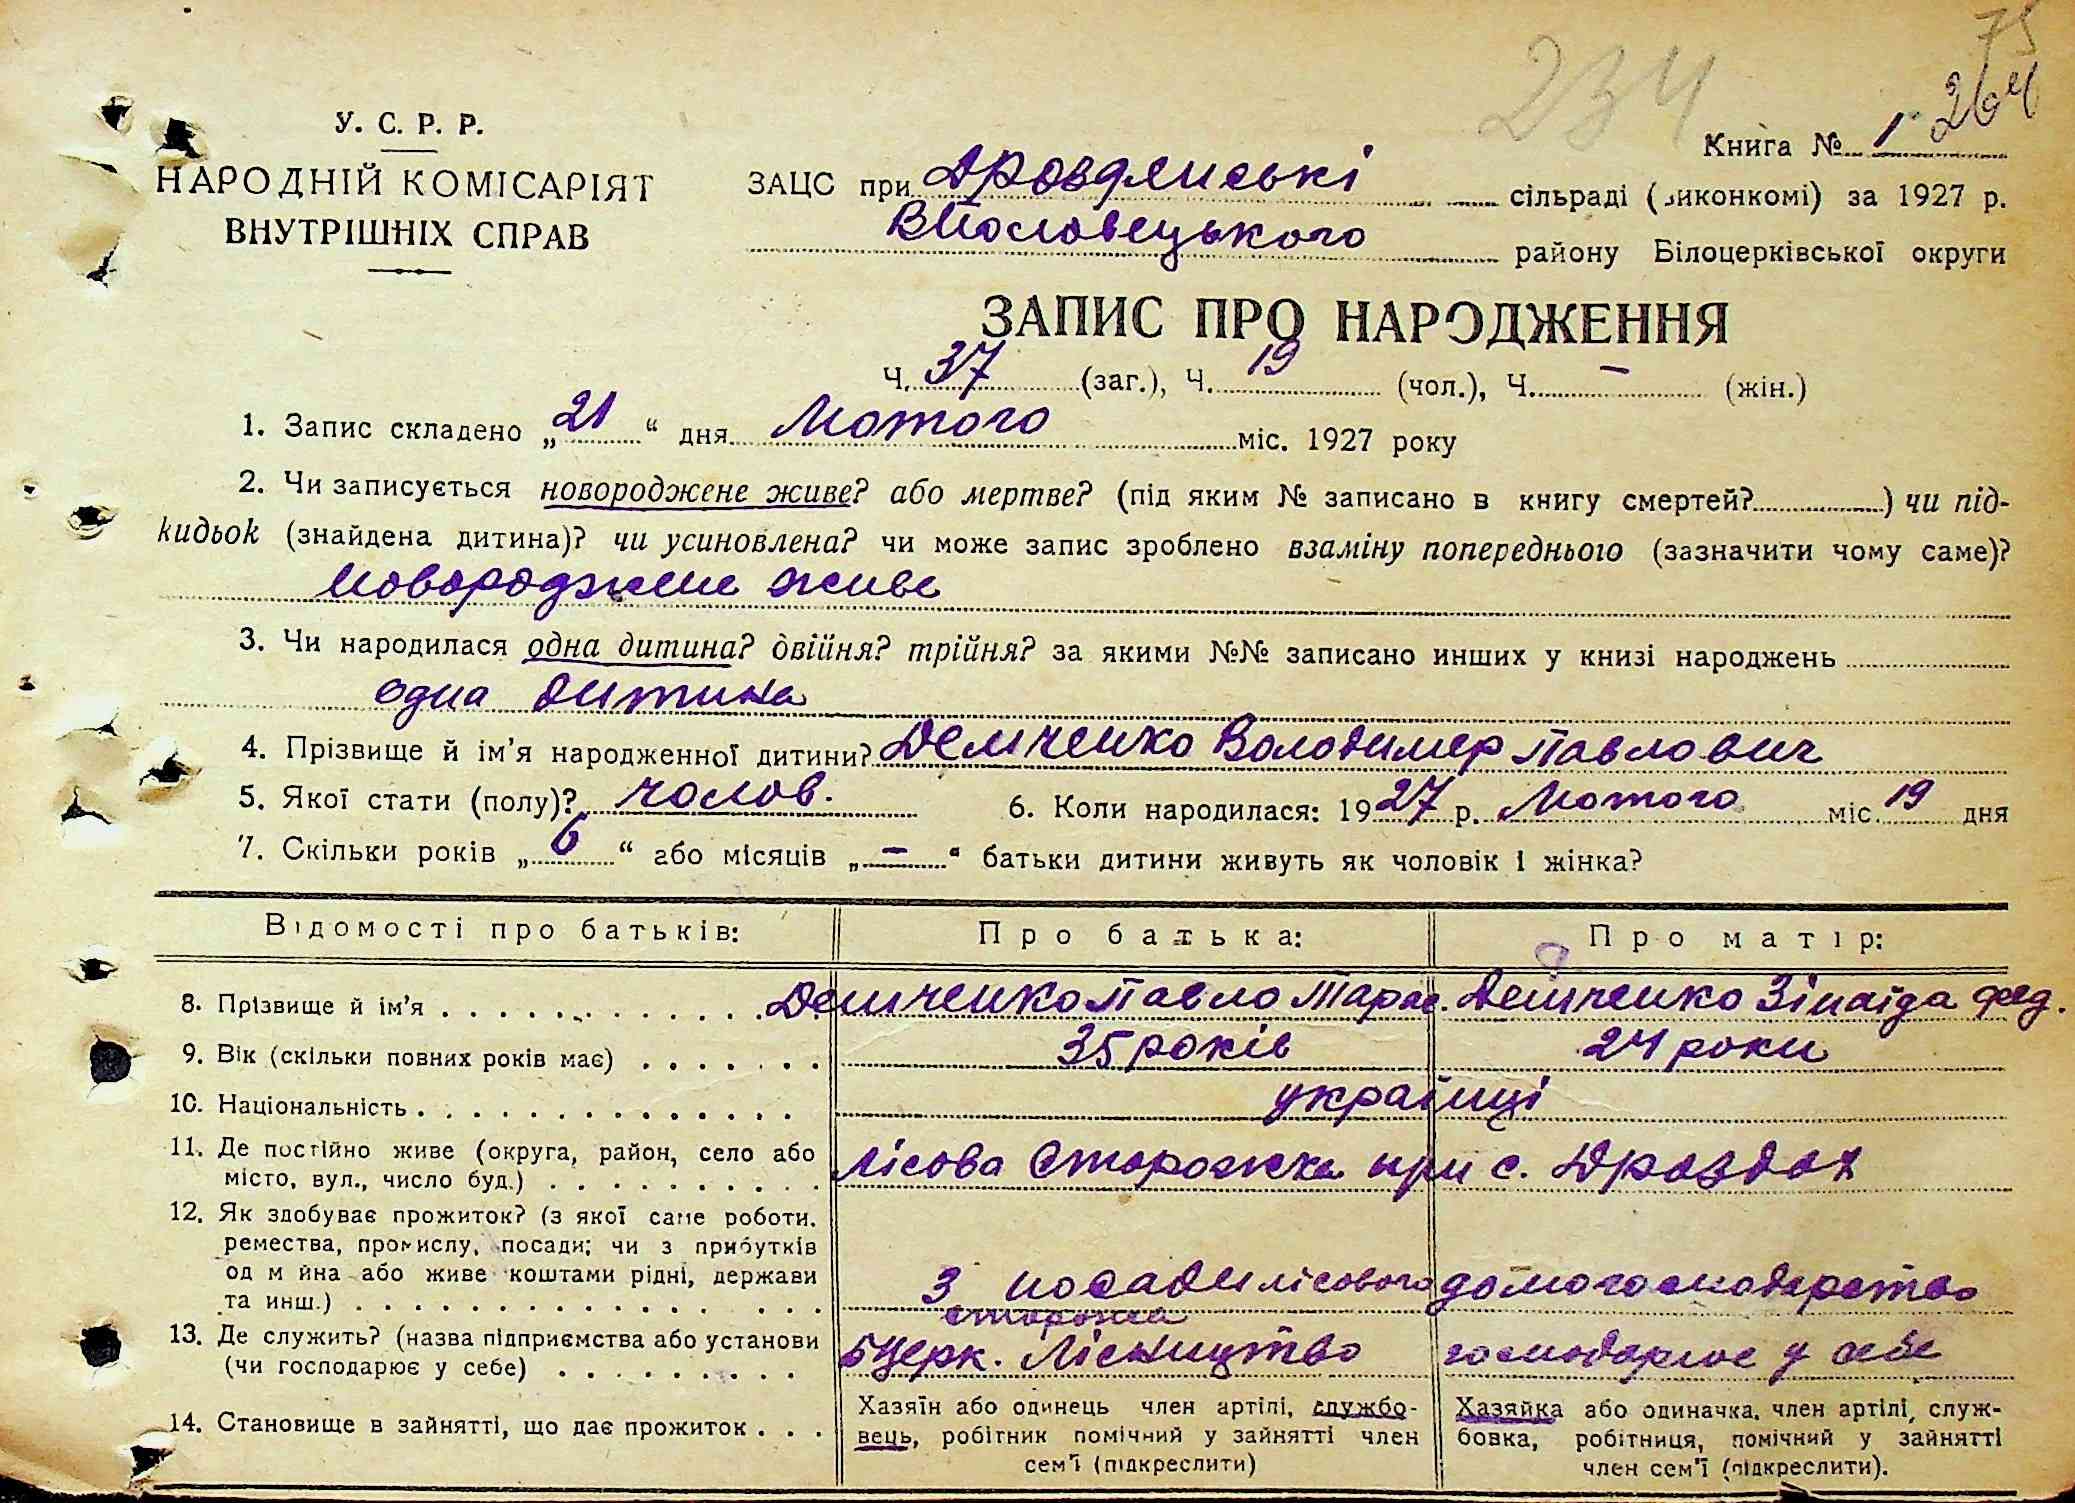 75
234
264
У. С. Р. Р.
НАРОДНІЙ КОМІСАРІЯТ
ВНУТРІШНІХ СПРАВ
Книга № 1
ЗАЦС при Дроздянські сільраді (виконкомі) за 1927 р.
району Білоцерківської округи
ЗАПИС ПРО НАРОДЖЕННЯ
Ч. 37 (заг.), Ч. 19 (чол.), Ч. – (жін.)
1. Запис складено „21“ дня Лютого міс. 1927 року
2. Чи записується новороджене живе? або мертве? (під яким № записано в книгу смертей? ) чи під-
кидьок (знайдена дитина)? чи усиновлена? чи може запис зроблено взаміну попереднього (зазначити чому саме)?
Новороджене живе
3. Чи народилася одна дитина? двійня? трійня? за якими №№ записано инших у книзі народжень
одна дитина
4. Прізвище й ім’я народженної дитини? Демченко Володимер Павлович
5. Якої стати (полу)? чолов. 6. Коли народилася: 1927 р. Лютого міс. 19 дня
7. Скільки років „6“ або місяців „–“ батьки дитини живуть як чоловік і жінка?
Відомості про батьків: Про батька: Про матір:
8. Прізвище й ім’я Демченко Павло Марк. Демченко Зінаїда Фед.
9. Вік (скільки повних років має) 35 років 24 роки
10. Національність українці
11. Де постійно живе (округа, район, село або
місто, вул., число буд.) Лісова Сторожка при с. Дроздах
12. Як здобуває прожиток? (з якої саме роботи,
ремества, промислу, посади; чи з прибутків
од майна або живе коштами рідні, держави
та инш.) З посади лісового сторожа домогосподарство
13. Де служить? (назва підприємства або установи
(чи господарює у себе) БЦерк. Лісництво господарює у себе
14. Становище в зайнятті, що дає прожиток
Хазяїн або одинець член артілі, службо-
вець, робітник помічний у зайнятті член
сем’ї (підкреслити)
Хазяйка або одиначка, член артілі, служ-
бовка, робітниця, помічний у зайнятті
член сем’ї (підкреслити).